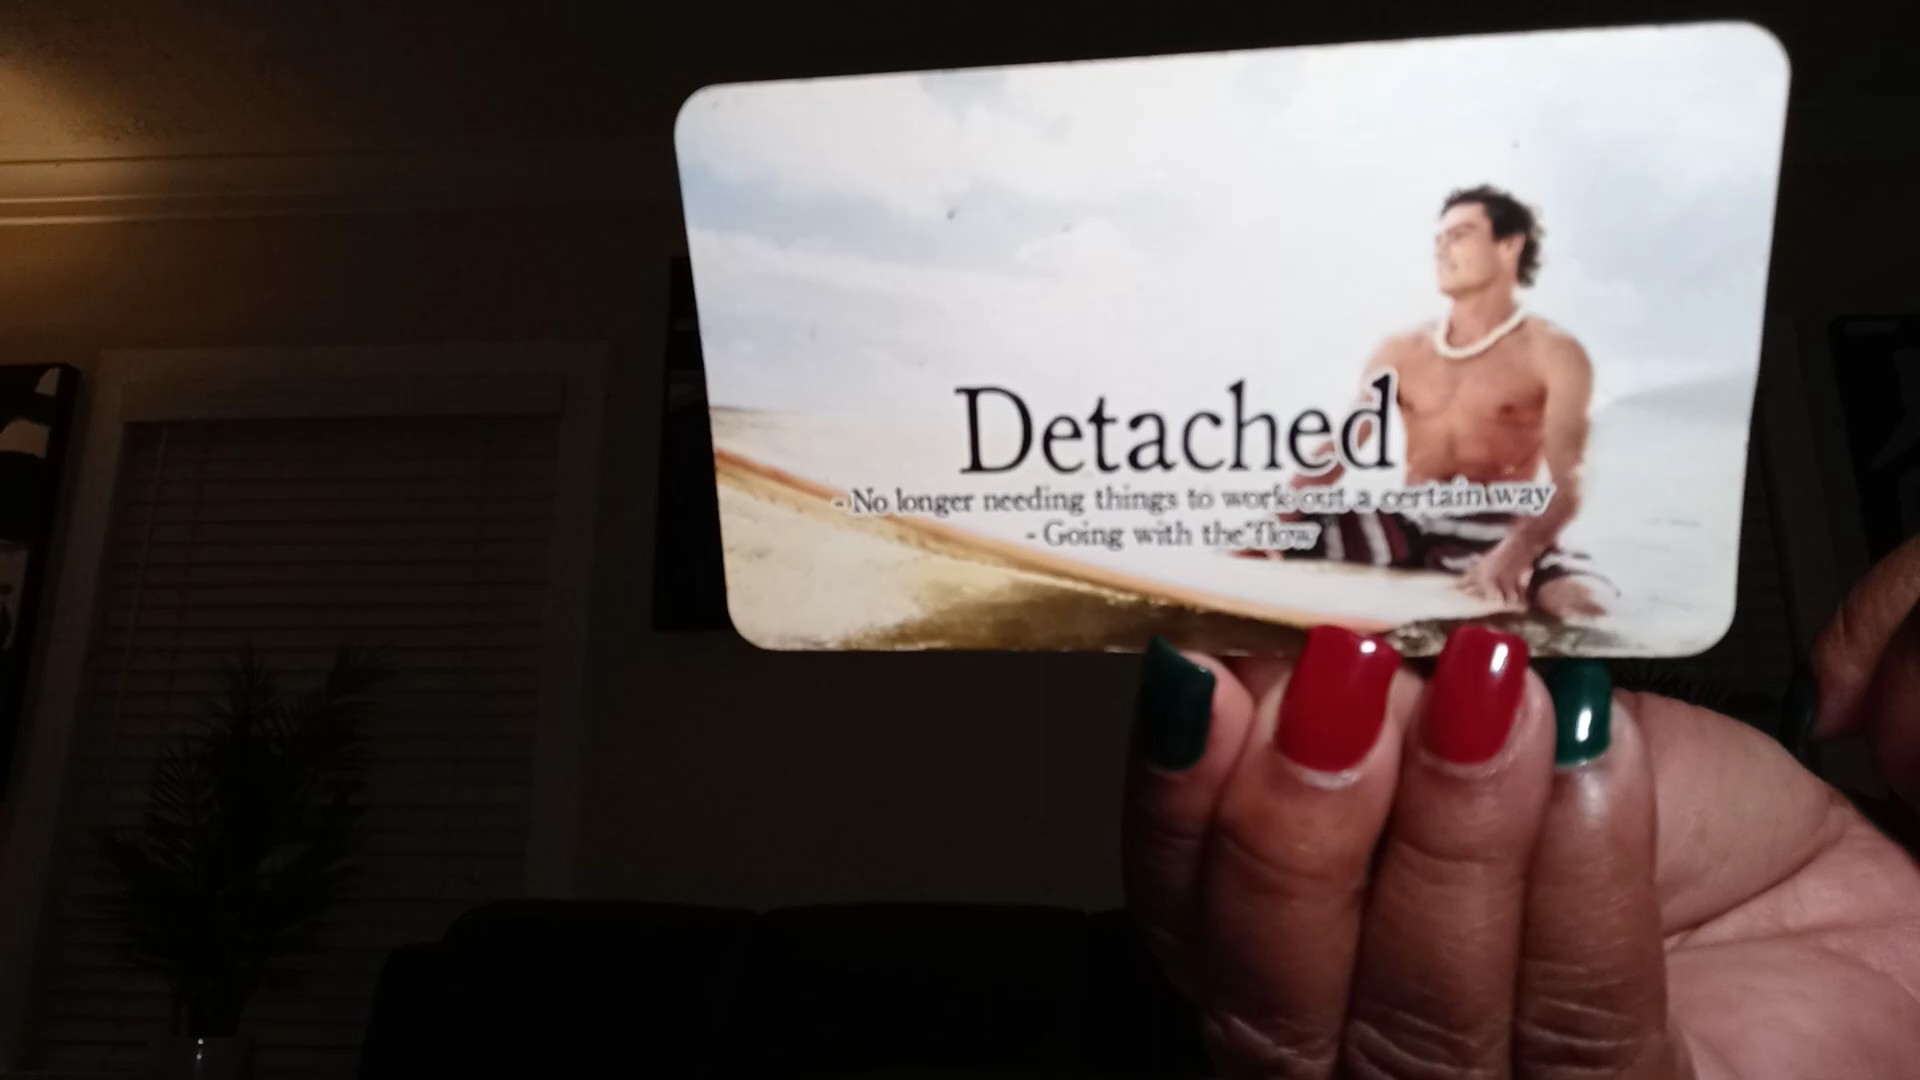 Detached
- No longer needing things to work out a certain way
- Going with the flow